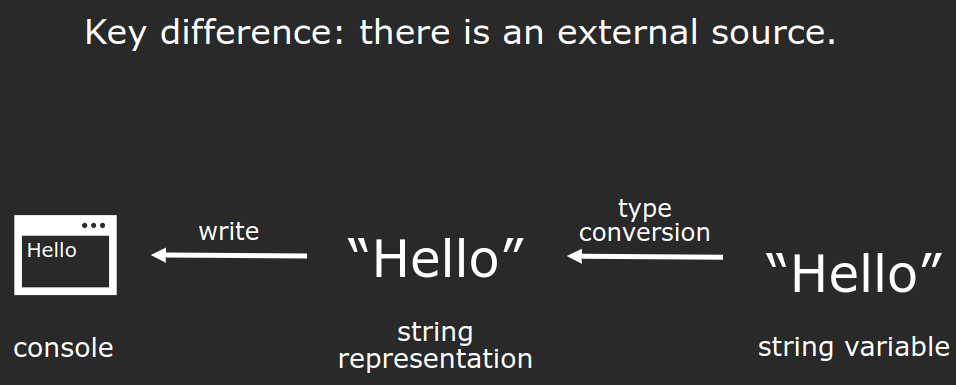 Key difference: there is an external source.
Hello
console
write
“Hello”
string
representation
type
conversion
“Hello”
string variable